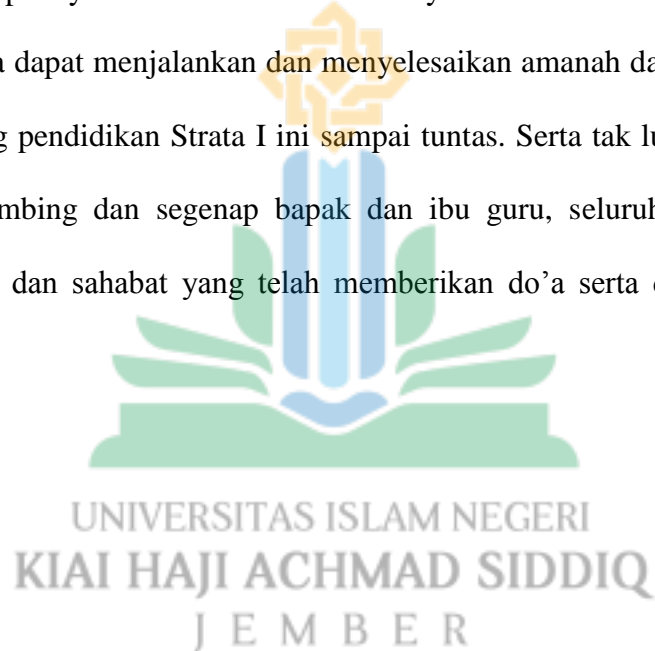 dapat menjalankan dan menyelesaikan amanah
pendidikan Strata I ini sampai tuntas. Serta tak
dan segenap bapak dan ibu guru,
dan sahabat yang telah memberikan do’a serta
UNIVERSITAS ISLAM NEGERI
KIAI HAJI ACHMAD SIDDIQ
JEMBER